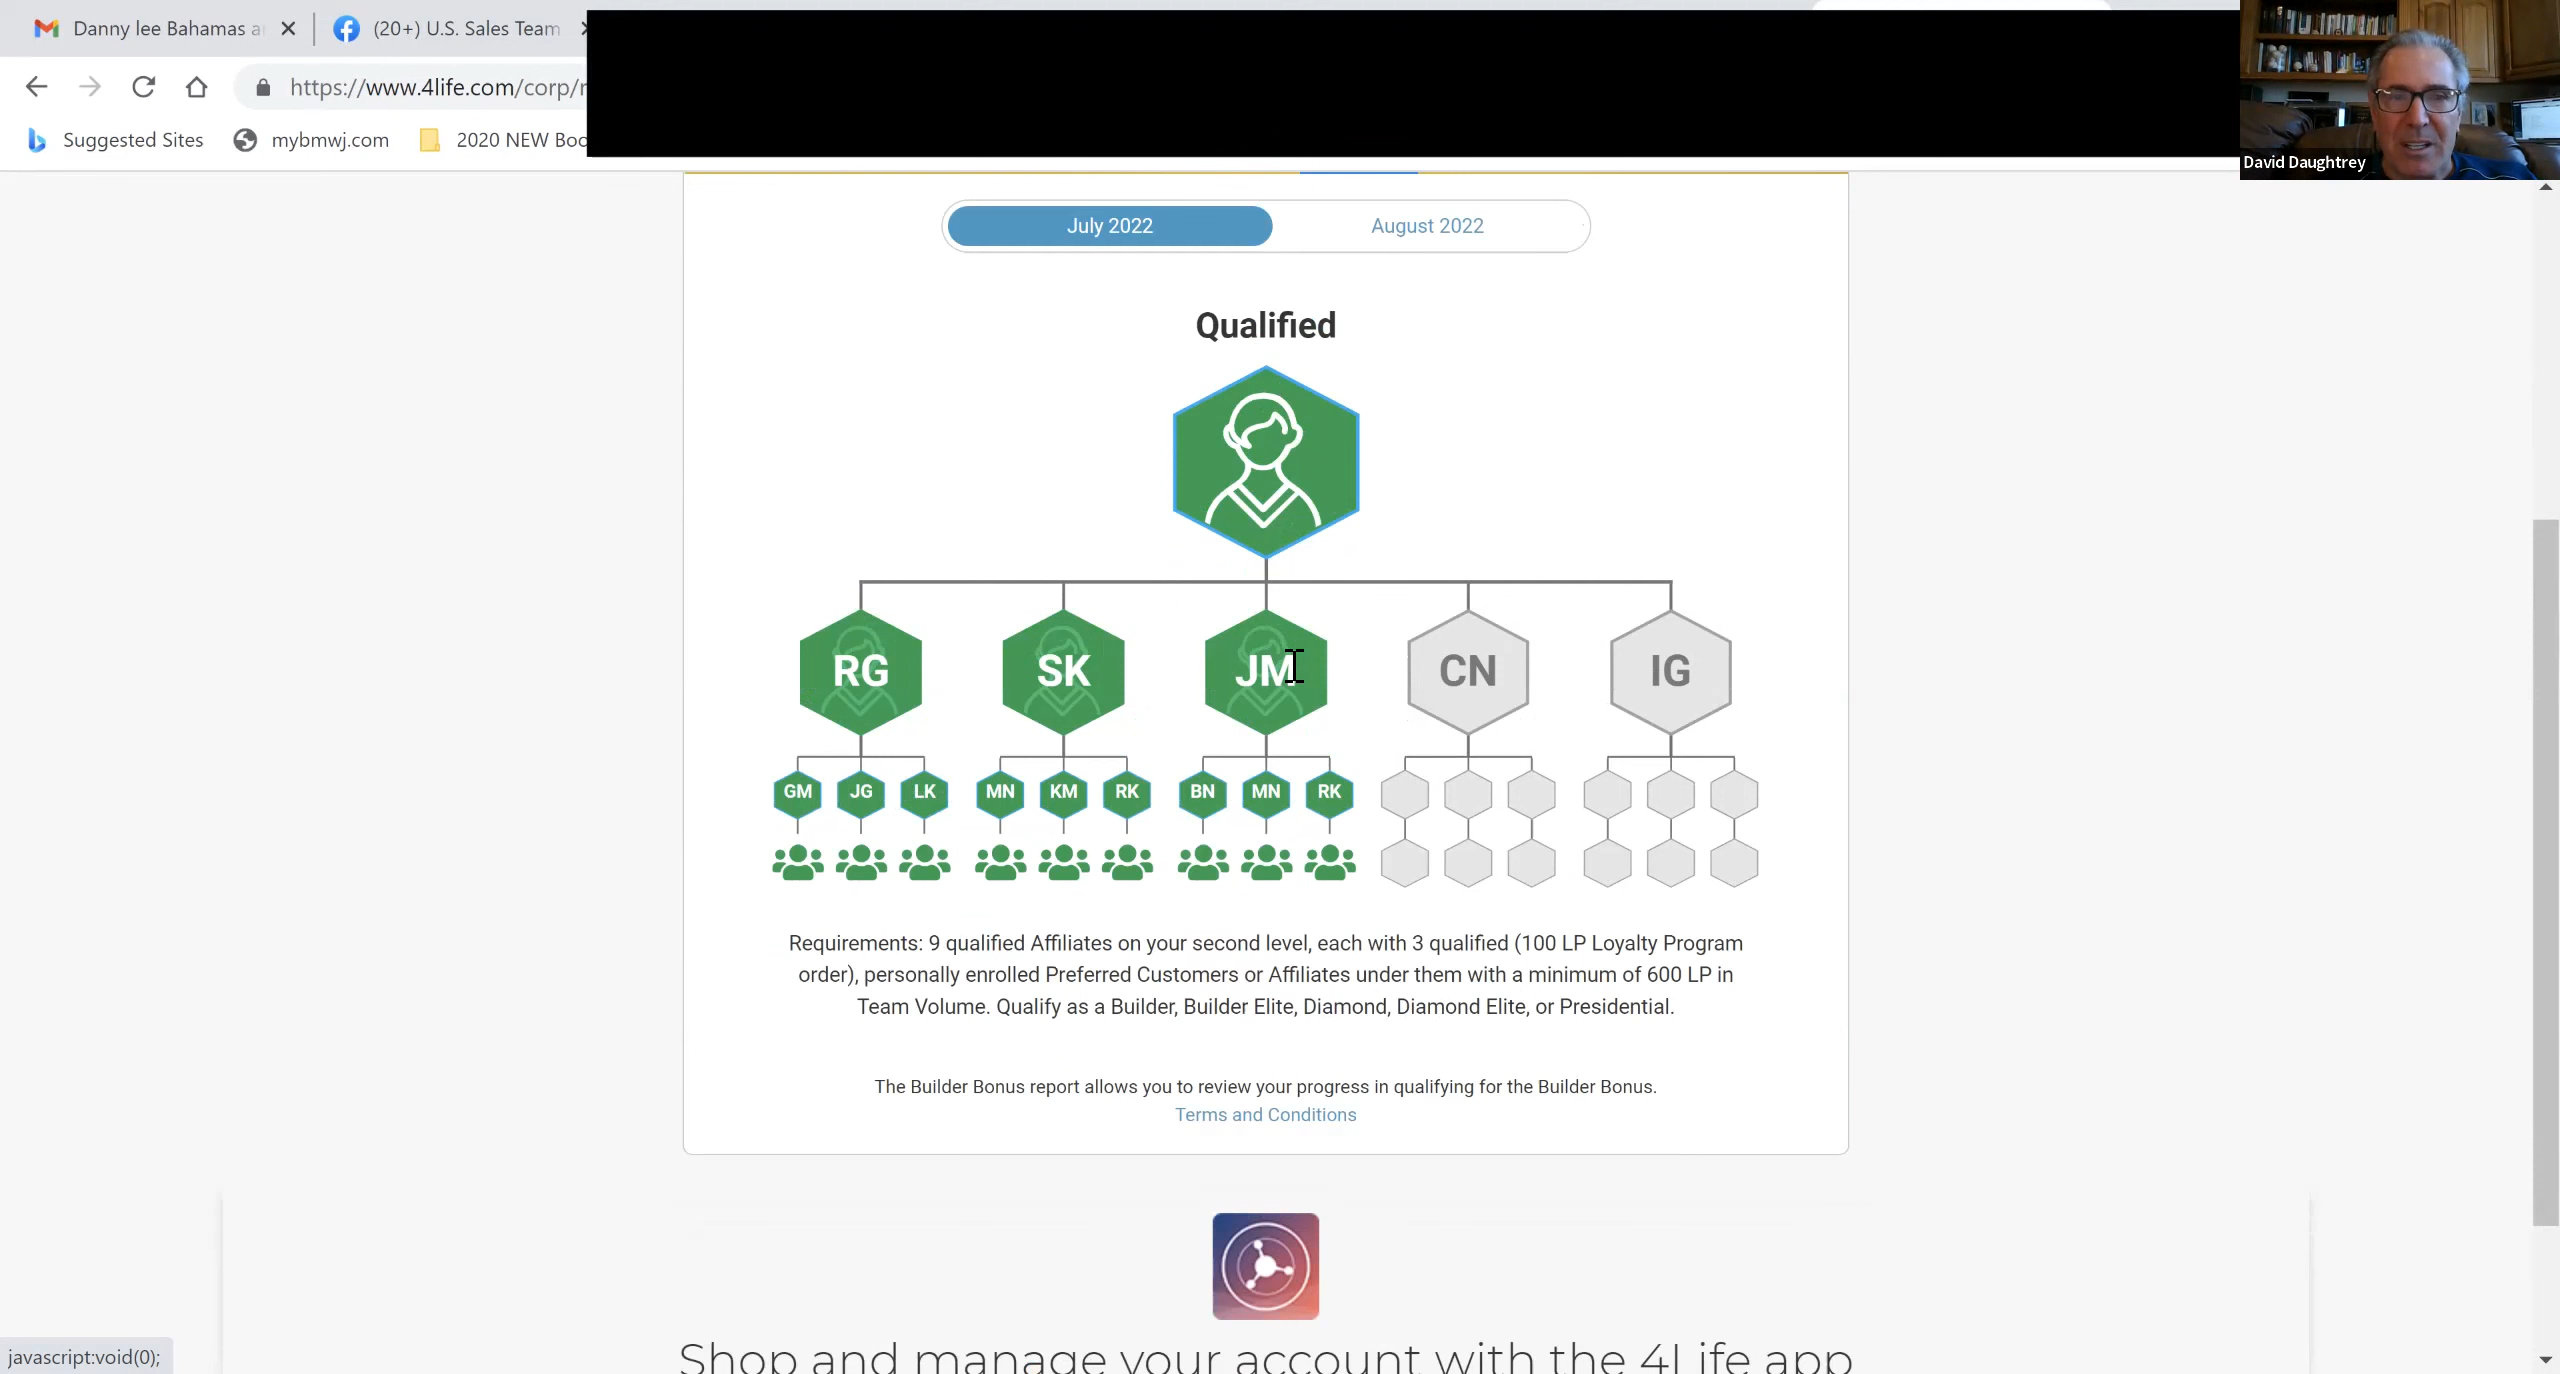 Danny lee Bahamas a
(20+) U.S. Sales Team
https://www.4life.com/corp/r
Suggested Sites
mybmwj.com
2020 NEW Boo
David Daughtrey
July 2022
August 2022
Qualified
RG
SK
JM
CN
IG
GM
JG
LK
MN
KM
RK
BN
MN
RK
Requirements: 9 qualified Affiliates on your second level, each with 3 qualified (100 LP Loyalty Program
order), personally enrolled Preferred Customers or Affiliates under them with a minimum of 600 LP in
Team Volume. Qualify as a Builder, Builder Elite, Diamond, Diamond Elite, or Presidential.
The Builder Bonus report allows you to review your progress in qualifying for the Builder Bonus.
Terms and Conditions
Shop and manage your account with the 4Life app
javascript:void(0);